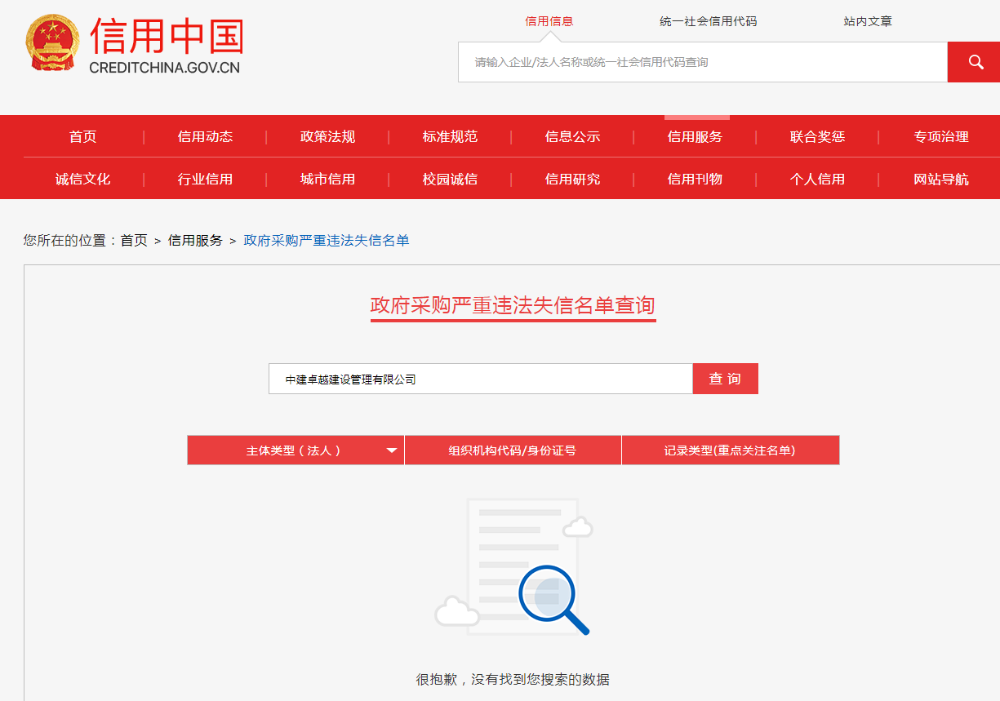 信用中国
CREDITCHINA.GOV.CN
信用信息 统一社会信用代码 站内文章
请输入企业/法人名称或统一社会信用代码查询
首页 | 信用动态 | 政策法规 | 标准规范 | 信息公示 | 信用服务 | 联合奖惩 | 专项治理
诚信文化 | 行业信用 | 城市信用 | 校园诚信 | 信用研究 | 信用刊物 | 个人信用 | 网站导航
您所在的位置：首页 > 信用服务 > 政府采购严重违法失信名单
政府采购严重违法失信名单查询
中建卓越建设管理有限公司 查 询
主体类型（法人） 组织机构代码/身份证号 记录类型(重点关注名单)
很抱歉，没有找到您搜索的数据